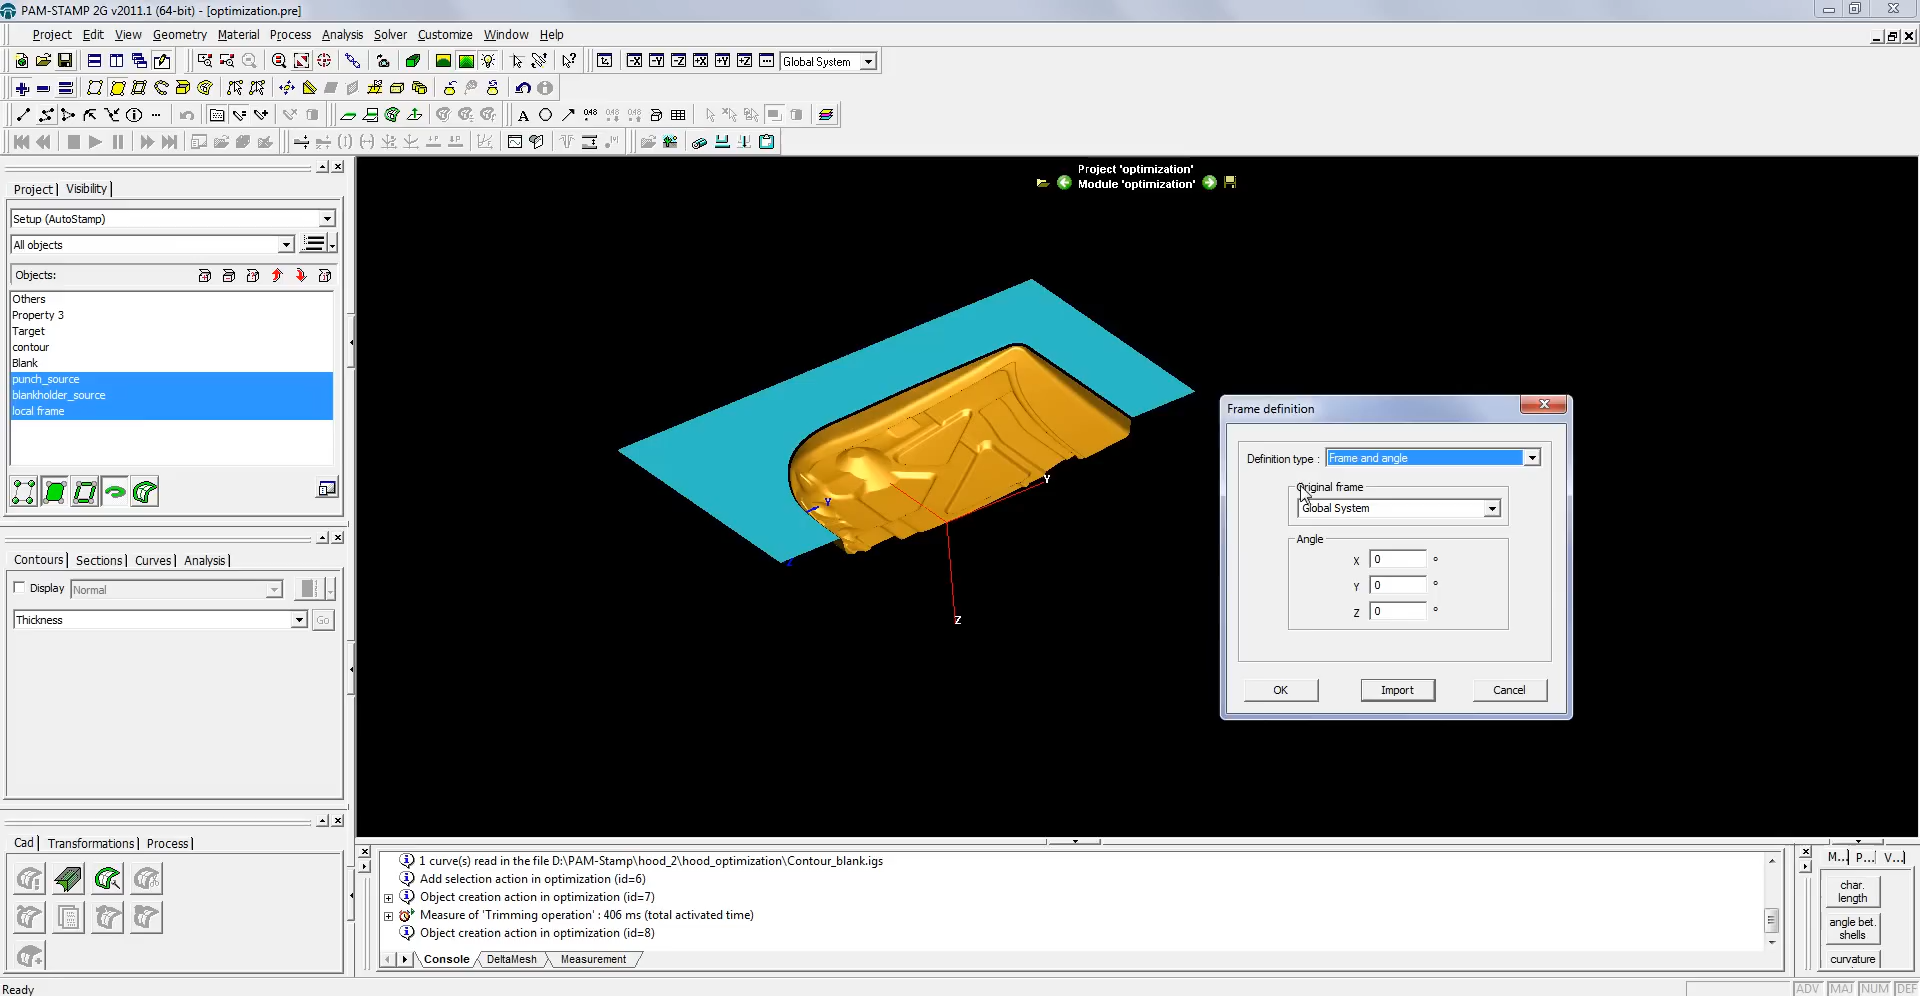 PAM-STAMP 2G v2011.1 (64-bit) - [optimization.pre]
Project Edit View Geometry Material Process Analysis Solver Customize Window Help
-X -Y -Z +X +Y +Z Global System
A 0.48 0.48 0.48
Project Visibility
Setup (AutoStamp)
All objects
Objects:
Others
Property 3
Target
contour
Blank
punch_source
blankholder_source
local frame
Contours Sections Curves Analysis
Display Normal
Thickness Go
Cad Transformations Process
Project 'optimization'
Module 'optimization'
Y
Y
Z
Z
Frame definition
Definition type : Frame and angle
Original frame
Global System
Angle
X 0 °
Y 0 °
Z 0 °
OK Import Cancel
1 curve(s) read in the file D:\PAM-Stamp\hood_2\hood_optimization\Contour_blank.igs
Add selection action in optimization (id=6)
Object creation action in optimization (id=7)
Measure of 'Trimming operation' : 406 ms (total activated time)
Object creation action in optimization (id=8)
Console DeltaMesh Measurement
M... P... V...
char. length
angle bet. shells
curvature
Ready
ADV MAJ NUM DEF